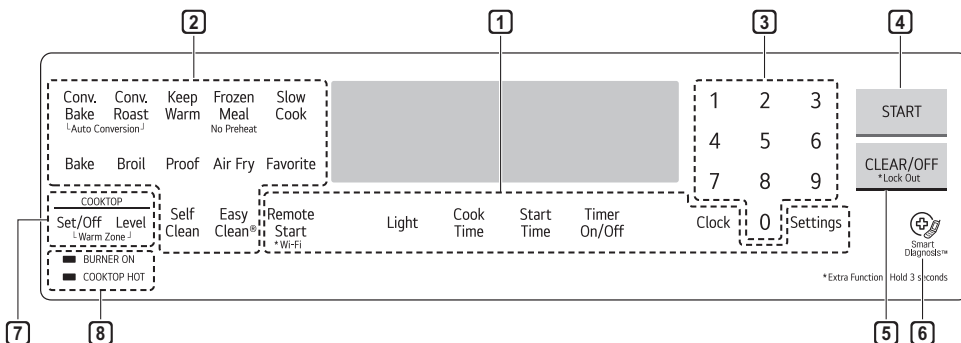 2 1 3 4
Conv. Bake Conv. Roast Keep Warm Frozen Meal Slow Cook
└Auto Conversion┘ No Preheat
1 2 3
START
4 5 6
Bake Broil Proof Air Fry Favorite
CLEAR/OFF
*Lock Out
7 8 9
COOKTOP
Set/Off Level
└Warm Zone┘
Self Clean Easy Clean®
Remote Start
*Wi-Fi
Light Cook Time Start Time Timer On/Off Clock 0 Settings
BURNER ON
COOKTOP HOT
Smart
Diagnosis™
*Extra Function : Hold 3 seconds
7 8 5 6